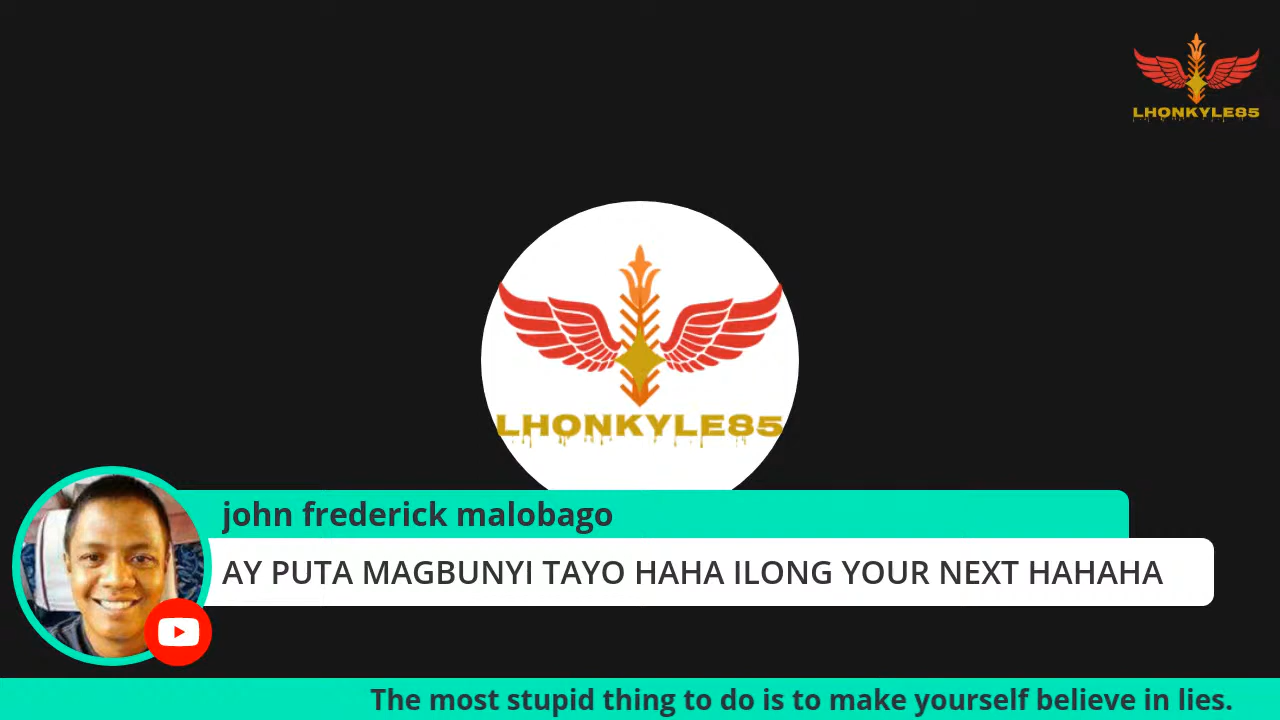 LHONKYLE85
LHONKYLE85
john frederick malobago
AY PUTA MAGBUNYI TAYO HAHA ILONG YOUR NEXT HAHAHA
The most stupid thing to do is to make yourself believe in lies.